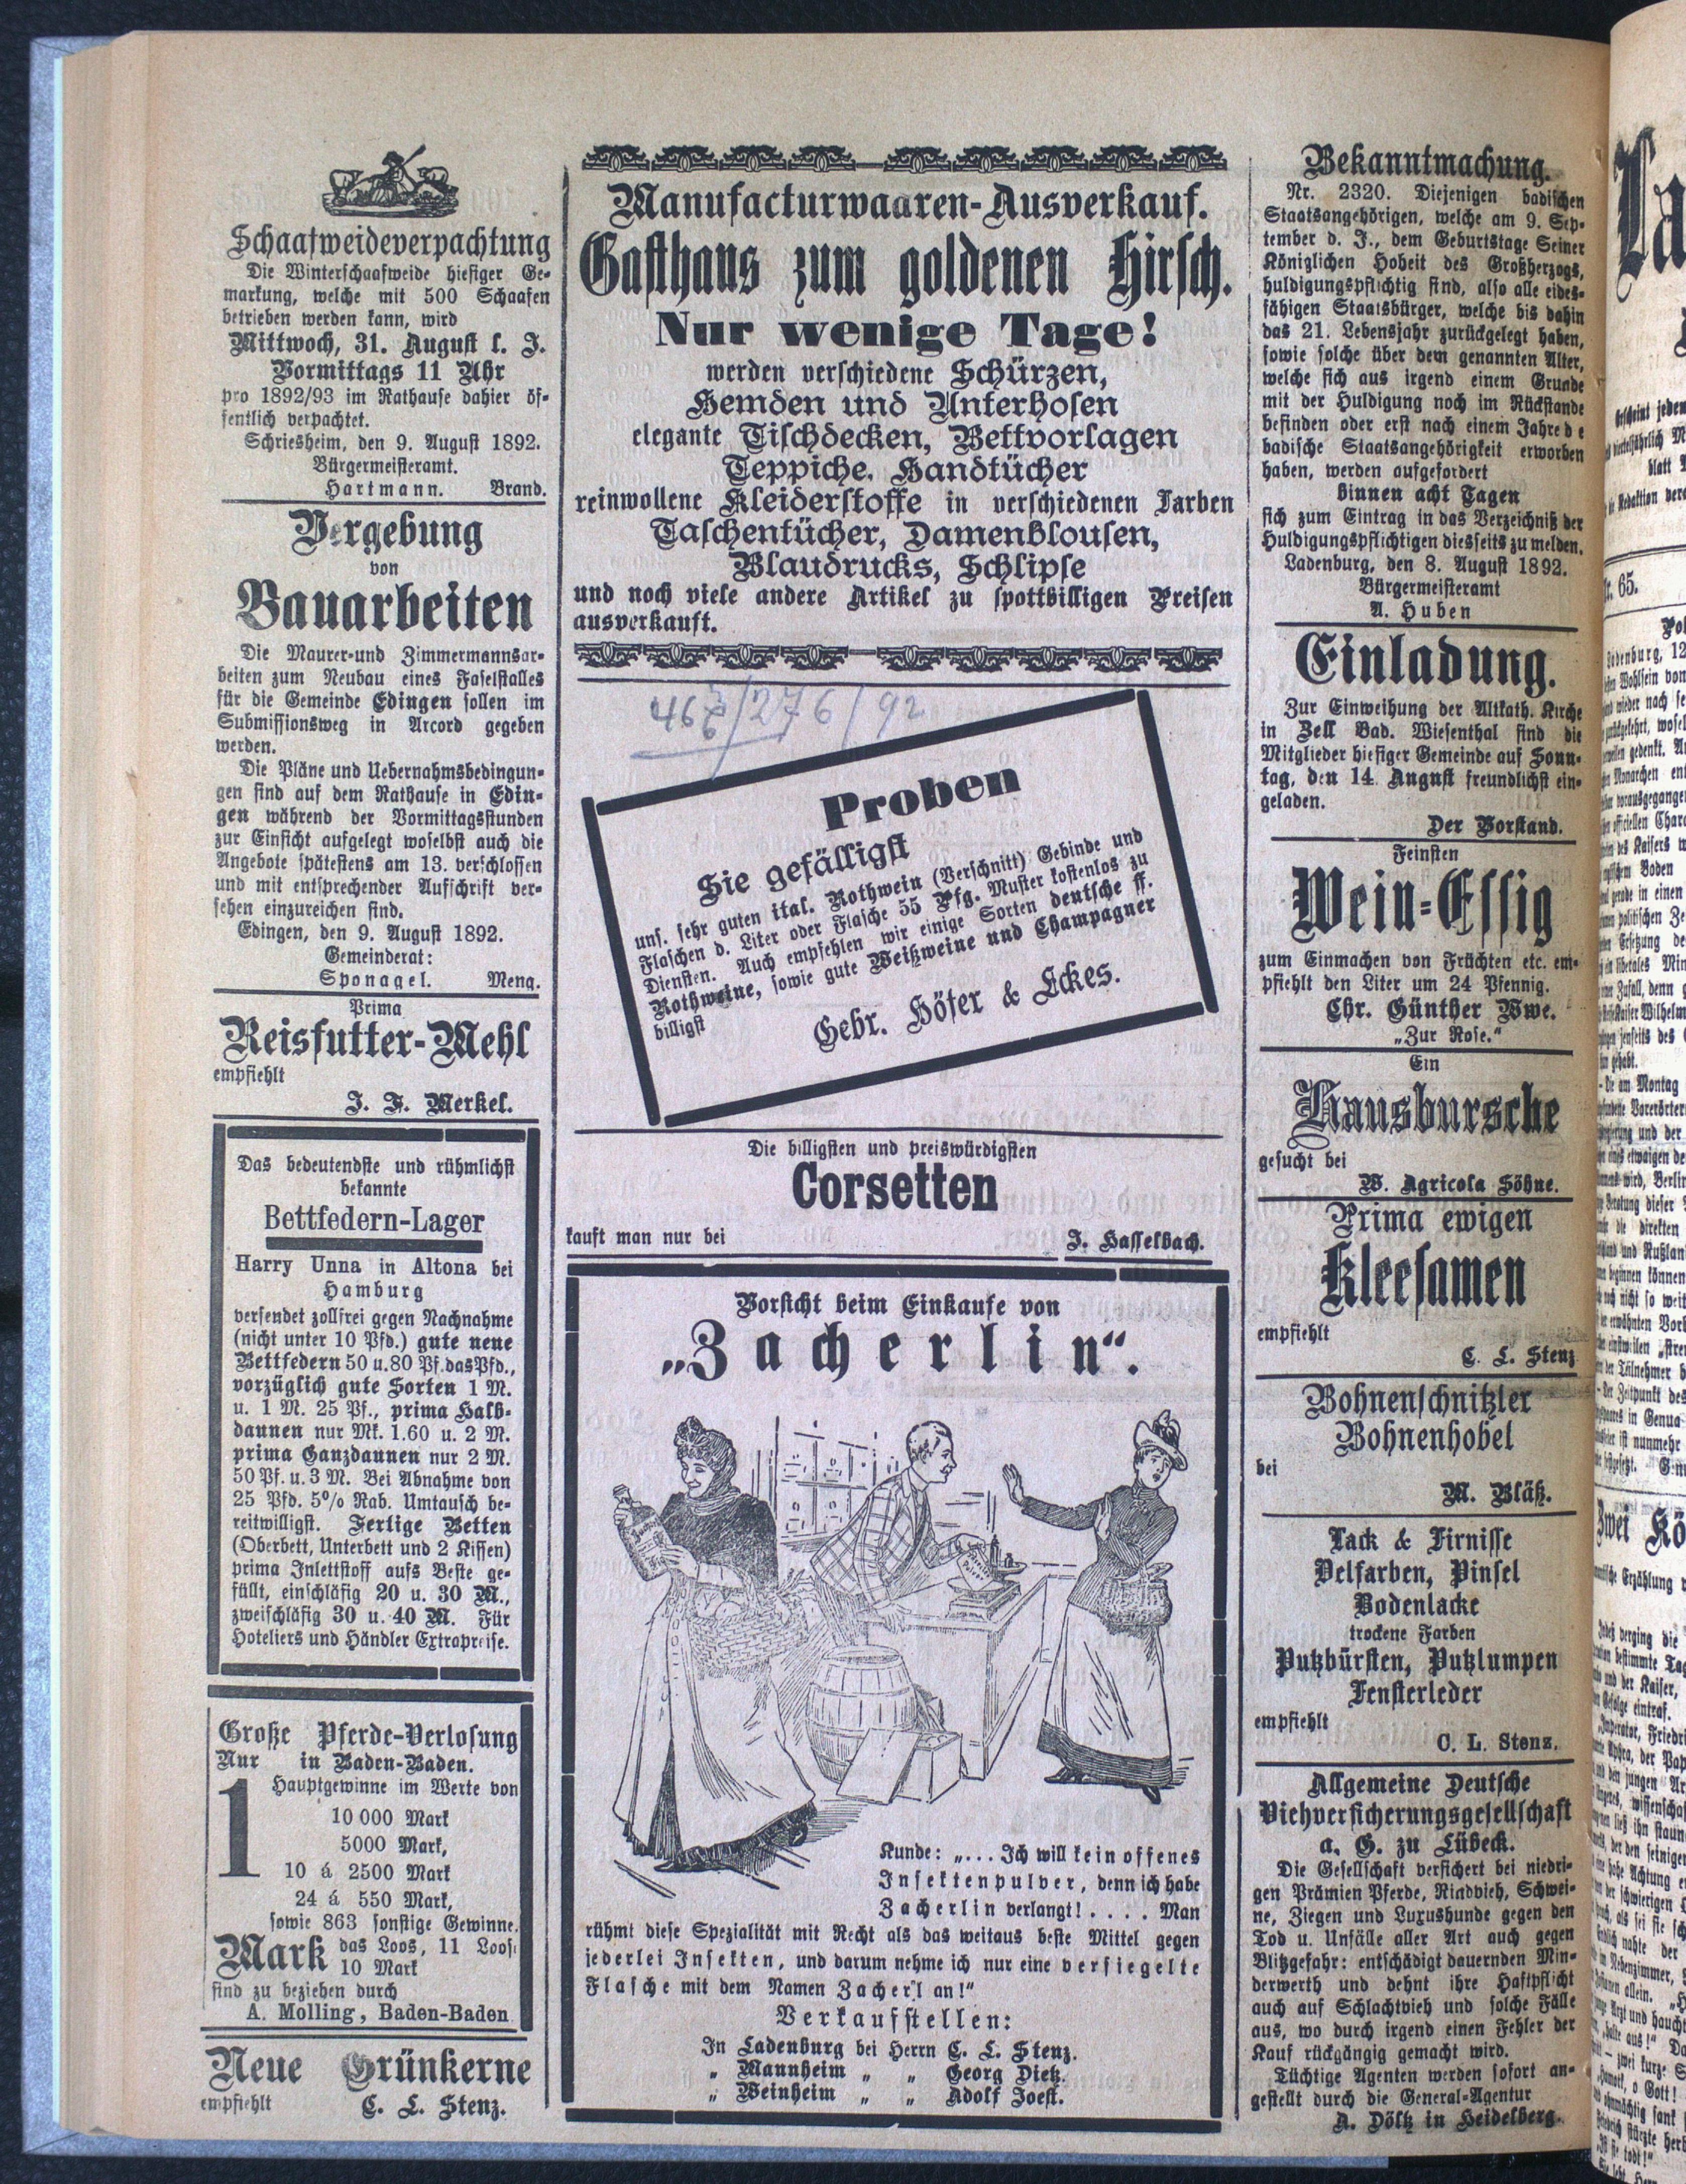 Schaafweideverpachtung
Die Winterschaafweide hiesiger Ge-
markung, welche mit 500 Schaafen
betrieben werden kann, wird
Mittwoch, 31. August l. J.
Vormittags 11 Uhr
pro 1892/93 im Rathause dahier öf-
fentlich verpachtet.
Schriesheim, den 9. August 1892.
Bürgermeisteramt.
Hartmann. Brand.
Vergebung
von
Bauarbeiten
Die Maurer-und Zimmermannsar-
beiten zum Neubau eines Faselstalles
für die Gemeinde Edingen sollen im
Submissionsweg in Arcord gegeben
werden.
Die Pläne und Uebernahmsbedingun-
gen sind auf dem Rathause in Edin-
gen während der Vormittagsstunden
zur Einsicht aufgelegt woselbst auch die
Angebote spätestens am 13. verschlossen
und mit entsprechender Aufschrift ver-
sehen einzureichen sind.
Edingen, den 9. August 1892.
Gemeinderat:
Sponagel. Meng.
Prima
Reisfutter-Mehl
empfiehlt
J. F. Merkel.
Das bedeutendste und rühmlichst
bekannte
Bettfedern-Lager
Harry Unna in Altona bei
Hamburg
versendet zollfrei gegen Nachnahme
(nicht unter 10 Pfd.) gute neue
Bettfedern 50 u. 80 Pf. das Pfd.,
vorzüglich gute Sorten 1 M.
u. 1 M. 25 Pf., prima Halb-
daunen nur Mk. 1.60 u. 2 M.
prima Ganzdaunen nur 2 M.
50 Pf. u. 3 M. Bei Abnahme von
25 Pfd. 5% Rab. Umtausch be-
reitwilligst. Fertige Betten
(Oberbett, Unterbett und 2 Kissen)
prima Inlettstoff aufs Beste ge-
füllt, einschläfig 20 u. 30 M.,
zweischläfig 30 u. 40 M. Für
Hoteliers und Händler Extrapreise.
Große Pferde-Verlosung
Nur in Baden-Baden.
1 Hauptgewinne im Werte von
10 000 Mark
5000 Mark,
10 á 2500 Mark
24 á 550 Mark,
sowie 863 sonstige Gewinne.
Mark das Loos, 11 Loose
10 Mark
sind zu beziehen durch
A. Molling, Baden-Baden
Neue Grünkerne
empfiehlt
C. L. Stenz.
Manufacturwaaren-Ausverkauf.
Gasthaus zum goldenen Hirsch.
Nur wenige Tage!
werden verschiedene Schürzen,
Hemden und Unterhosen
elegante Tischdecken, Bettvorlagen
Teppiche, Handtücher
reinwollene Kleiderstoffe in verschiedenen Farben
Taschentücher, Damenblousen,
Blaudrucks, Schlipse
und noch viele andere Artikel zu spottbilligen Preisen
ausverkauft.
276/92
Proben
Sie gefälligst
uns. sehr guten ital. Rothwein (Verschnitt) Gebinde und
Flaschen d. Liter oder Flasche 55 Pfg. Muster kostenlos zu
Diensten. Auch empfehlen wir einige Sorten deutsche ff.
Rothweine, sowie gute Weißweine und Champagner
billigst
Gebr. Höfer & Eckes.
Die billigsten und preiswürdigsten
Corsetten
kauft man nur bei J. Hasselbach.
Vorsicht beim Einkaufe von
„Zacherlin“.
Kunde: „... Ich will kein offenes
Insektenpulver, denn ich habe
Zacherlin verlangt! .... Man
rühmt diese Spezialität mit Recht als das weitaus beste Mittel gegen
jederlei Insekten, und darum nehme ich nur eine versiegelte
Flasche mit dem Namen Zacherl an!“
Verkaufstellen:
In Ladenburg bei Herrn C. L. Stenz.
„ Mannheim „ „ Georg Dietz.
„ Weinheim „ „ Adolf Joest.
Bekanntmachung.
Nr. 2320. Diejenigen badischen
Staatsangehörigen, welche am 9. Sep-
tember d. J., dem Geburtstage Seiner
Königlichen Hoheit des Großherzogs,
huldigungspflichtig sind, also alle eides-
fähigen Staatsbürger, welche bis dahin
das 21. Lebensjahr zurückgelegt haben,
sowie solche über dem genannten Alter,
welche sich aus irgend einem Grunde
mit der Huldigung noch im Rückstande
befinden oder erst nach einem Jahre d e
badische Staatsangehörigkeit erworben
haben, werden aufgefordert
binnen acht Tagen
sich zum Eintrag in das Verzeichniß der
Huldigungspflichtigen diesseits zu melden.
Ladenburg, den 8. August 1892.
Bürgermeisteramt
A. Huben
Einladung.
Zur Einweihung der Altkath. Kirche
in Zell Bad. Wiesenthal sind die
Mitglieder hiesiger Gemeinde auf Sonn-
tag, den 14. August freundlichst ein-
geladen.
Der Vorstand.
Feinsten
Wein-Essig
zum Einmachen von Früchten etc. em-
pfiehlt den Liter um 24 Pfennig.
Chr. Günther Wwe.
„Zur Rose.“
Ein
Hausbursche
gesucht bei
W. Agricola Söhne.
Prima ewigen
Kleesamen
empfiehlt
C. L. Stenz
Bohnenschnitzler
Bohnenhobel
bei
M. Bläß.
Lack & Firnisse
Oelfarben, Pinsel
Bodenlacke
trockene Farben
Putzbürsten, Putzlumpen
Fensterleder
empfiehlt
C. L. Stenz.
Allgemeine Deutsche
Viehversicherungsgesellschaft
a. G. zu Lübeck.
Die Gesellschaft versichert bei niedri-
gen Prämien Pferde, Rindvieh, Schwei-
ne, Ziegen und Luxushunde gegen den
Tod u. Unfälle aller Art auch gegen
Blitzgefahr: entschädigt dauernden Min-
derwerth und dehnt ihre Haftpflicht
auch auf Schlachtvieh und solche Fälle
aus, wo durch irgend einen Fehler der
Kauf rückgängig gemacht wird.
Tüchtige Agenten werden sofort an-
gestellt durch die General-Agentur
A. Döltz in Heidelberg.